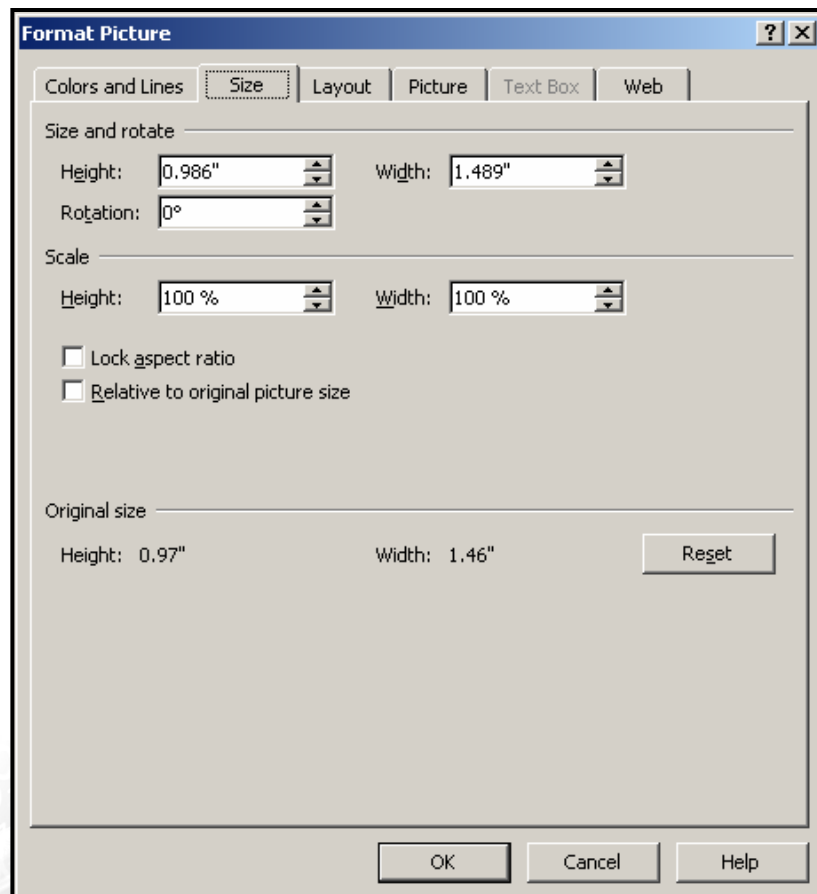 Format Picture
Colors and Lines Size Layout Picture Text Box Web
Size and rotate
Height: 0.986" Width: 1.489"
Rotation: 0°
Scale
Height: 100 % Width: 100 %
Lock aspect ratio
Relative to original picture size
Original size
Height: 0.97" Width: 1.46" Reset
OK Cancel Help